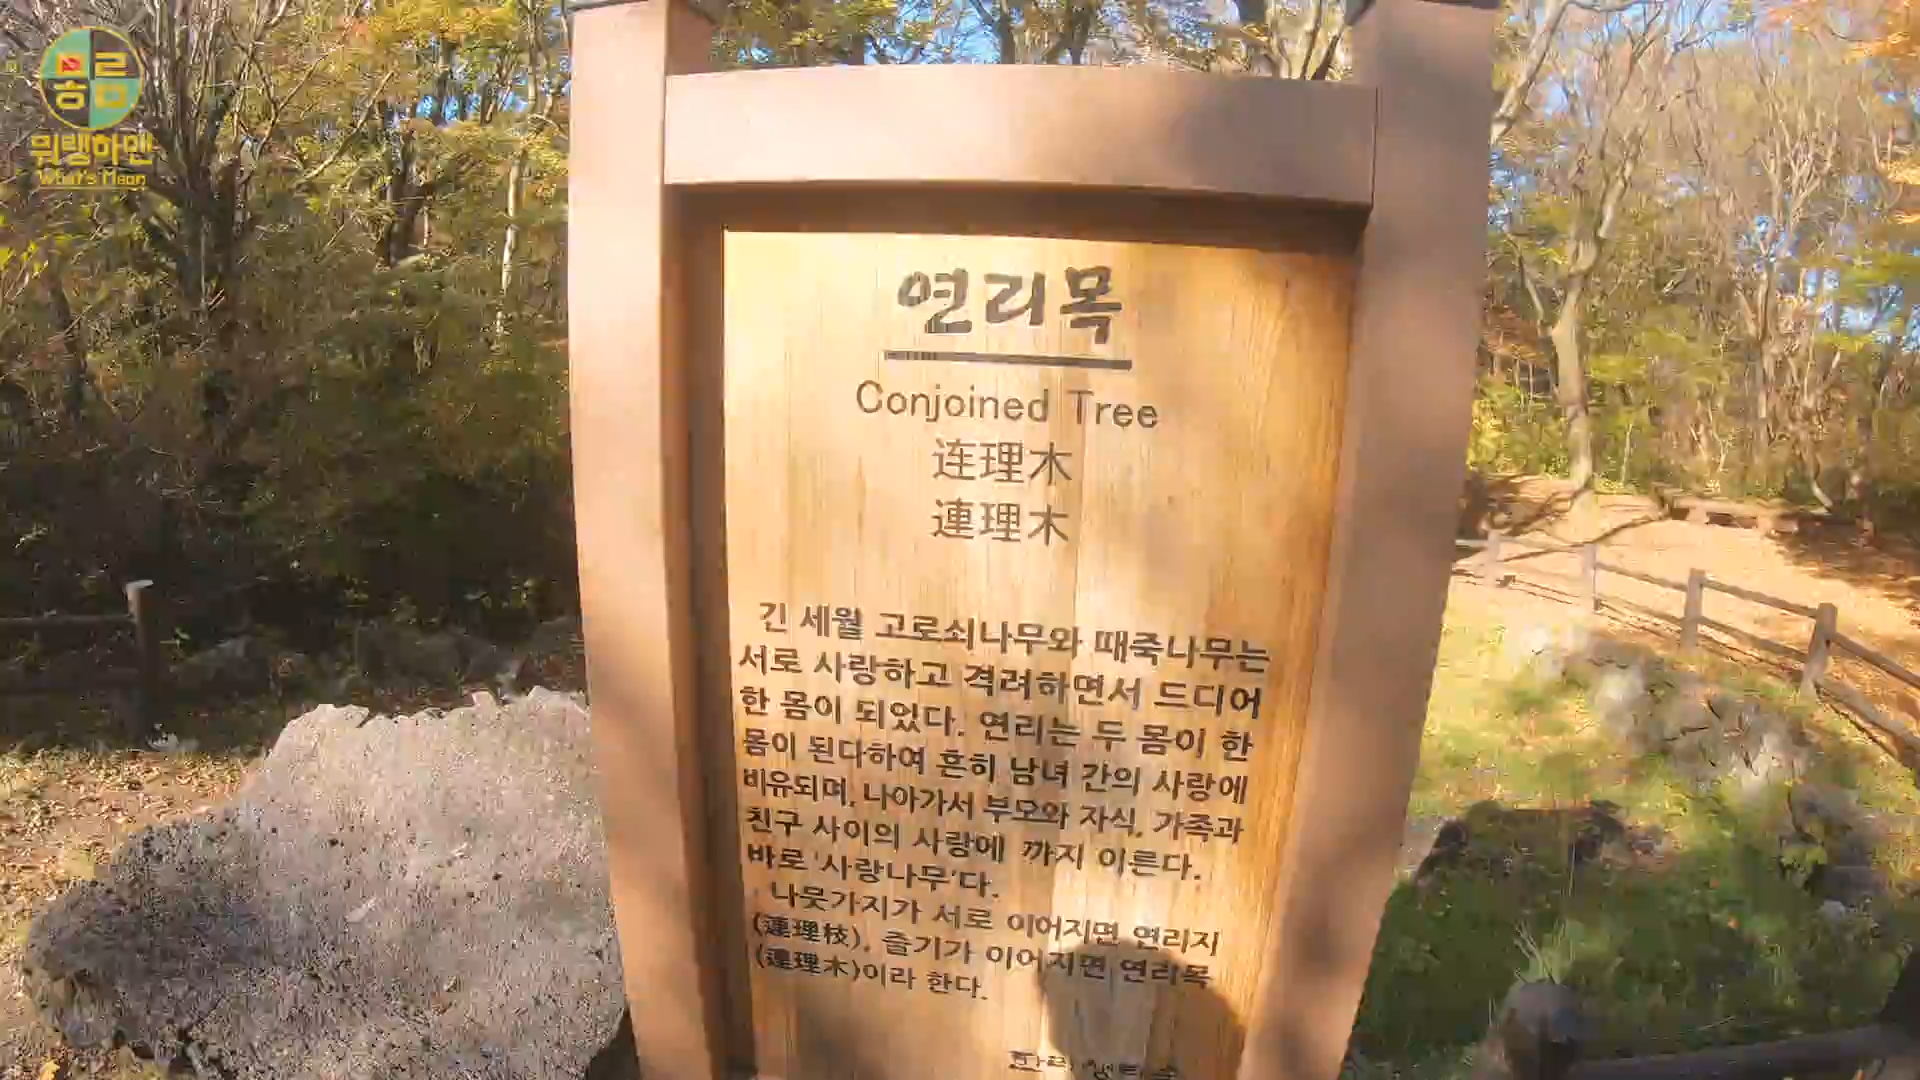 몽름
뭐랭하맨
What's Mean
연리목
Conjoined Tree
连理木
連理木
긴 세월 고로쇠나무와 때죽나무는
서로 사랑하고 격려하면서 드디어
한 몸이 되었다. 연리는 두 몸이 한
몸이 된다하여 흔히 남녀 간의 사랑에
비유되며, 나아가서 부모와 자식, 가족과
친구 사이의 사랑에 까지 이른다.
바로 '사랑나무'다.
나뭇가지가 서로 이어지면 연리지
(連理枝), 줄기가 이어지면 연리목
(連理木)이라 한다.